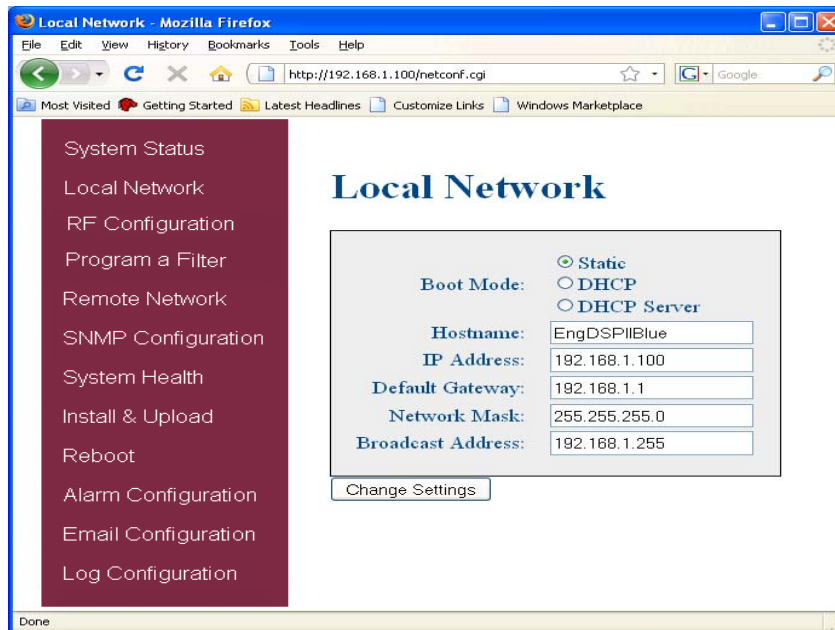 Local Network - Mozilla Firefox
File Edit View History Bookmarks Tools Help
http://192.168.1.100/netconf.cgi
G Google
Most Visited Getting Started Latest Headlines Customize Links Windows Marketplace
System Status
Local Network
RF Configuration
Program a Filter
Remote Network
SNMP Configuration
System Health
Install & Upload
Reboot
Alarm Configuration
Email Configuration
Log Configuration
Local Network
Boot Mode:
Static
DHCP
DHCP Server
Hostname: EngDSPIIBlue
IP Address: 192.168.1.100
Default Gateway: 192.168.1.1
Network Mask: 255.255.255.0
Broadcast Address: 192.168.1.255
Change Settings
Done